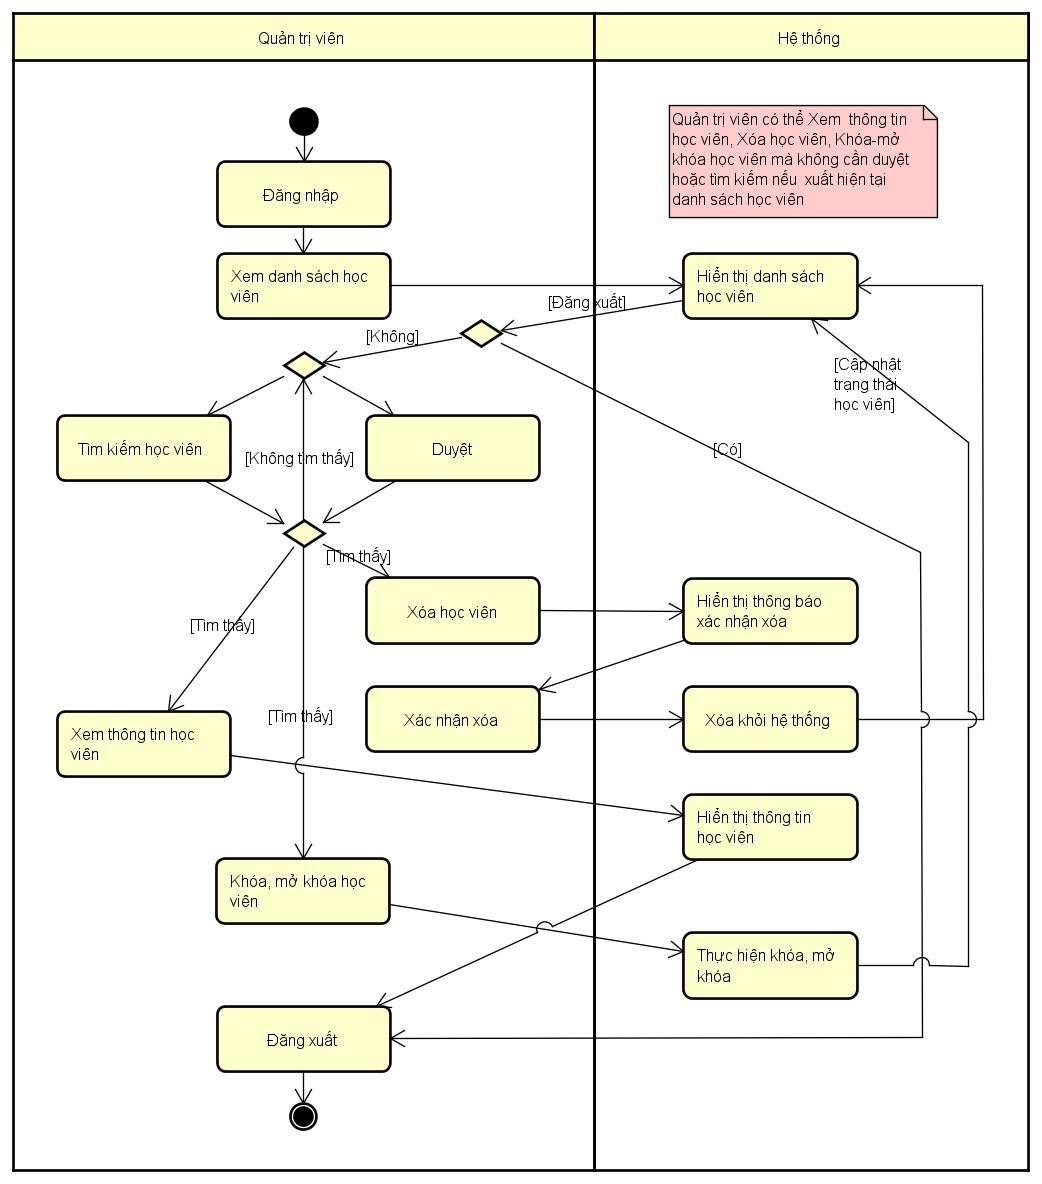 Quản trị viên
Hệ thống
Quản trị viên có thể Xem  thông tin
học viên, Xóa học viên, Khóa-mở
khóa học viên mà không cần duyệt
hoặc tìm kiếm nếu  xuất hiện tại
danh sách học viên
Đăng nhập
Xem danh sách học
viên
Hiển thị danh sách
học viên
[Đăng xuất]
[Không]
[Cập nhật
trạng thái
học viên]
Tìm kiếm học viên
[Không tìm thấy]
Duyệt
[Có]
[Tìm thấy]
Xóa học viên
Hiển thị thông báo
xác nhận xóa
[Tìm thấy]
[Tìm thấy]
Xác nhận xóa
Xóa khỏi hệ thống
Xem thông tin học
viên
Hiển thị thông tin
học viên
Khóa, mở khóa học
viên
Thực hiện khóa, mở
khóa
Đăng xuất